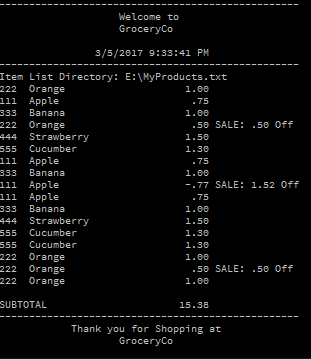 Welcome to
GroceryCo
3/5/2017 9:33:41 PM
Item List Directory: E:\MyProducts.txt
222 Orange 1.00
111 Apple .75
333 Banana 1.00
222 Orange .50 SALE: .50 Off
444 Strawberry 1.50
555 Cucumber 1.30
111 Apple .75
333 Banana 1.00
111 Apple -.77 SALE: 1.52 Off
111 Apple .75
333 Banana 1.00
444 Strawberry 1.50
555 Cucumber 1.30
555 Cucumber 1.30
222 Orange 1.00
222 Orange .50 SALE: .50 Off
222 Orange 1.00
SUBTOTAL 15.38
Thank you for Shopping at
GroceryCo